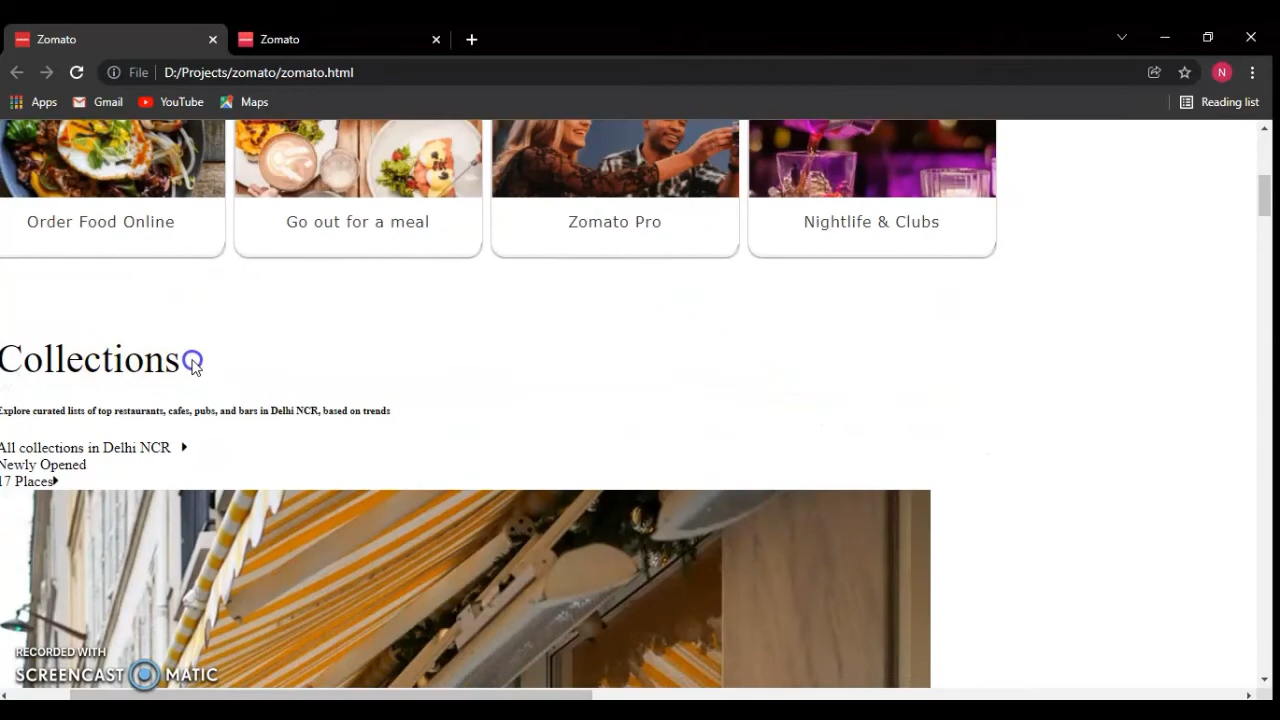 Zomato
Zomato
File D:/Projects/zomato/zomato.html
N
Apps Gmail YouTube Maps Reading list
Order Food Online Go out for a meal Zomato Pro Nightlife & Clubs
Collections
Explore curated lists of top restaurants, cafes, pubs, and bars in Delhi NCR, based on trends
All collections in Delhi NCR
Newly Opened
17 Places
RECORDED WITH
SCREENCAST MATIC